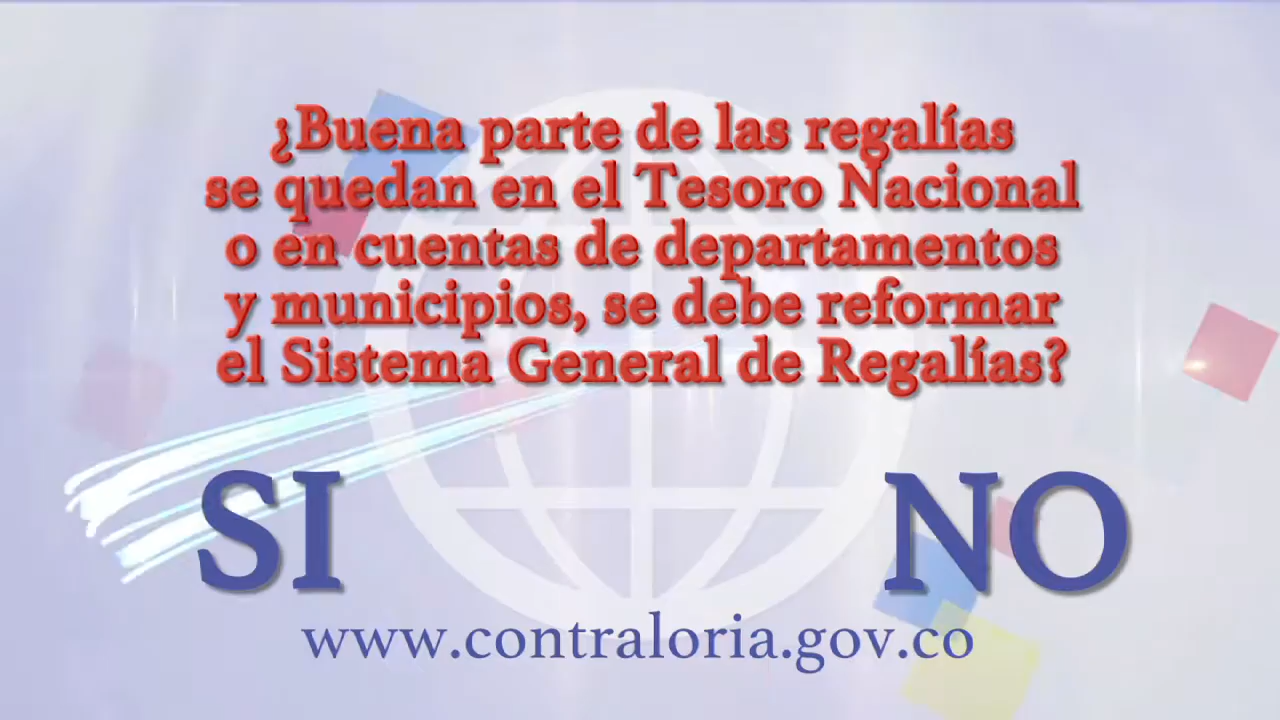 ¿Buena parte de las regalías
se quedan en el Tesoro Nacional
o en cuentas de departamentos
y municipios, se debe reformar
el Sistema General de Regalías?
SI NO
www.contraloria.gov.co